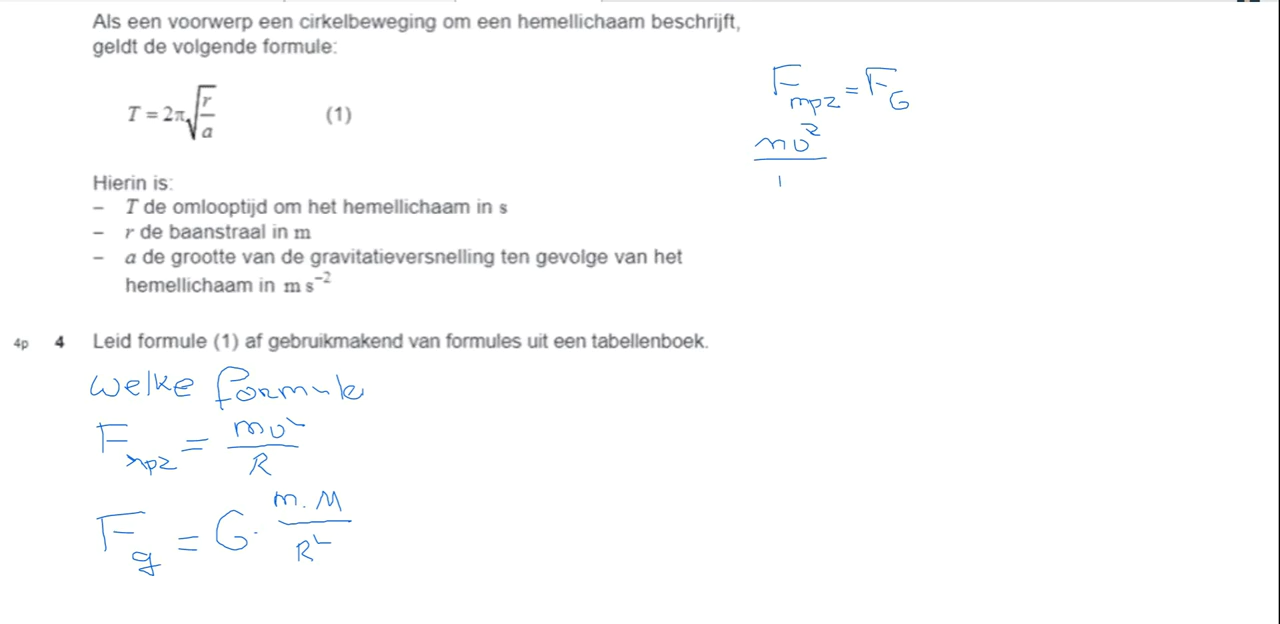 Als een voorwerp een cirkelbeweging om een hemellichaam beschrijft,
geldt de volgende formule:
T = 2π√(r/a) (1)
Hierin is:
– T de omlooptijd om het hemellichaam in s
– r de baanstraal in m
– a de grootte van de gravitatieversnelling ten gevolge van het
hemellichaam in m s⁻²
4p 4 Leid formule (1) af gebruikmakend van formules uit een tabellenboek.
welke formule
F_mpz = mv²/R
F_g = G · m·M/R²
F_mpz = F_G
mv²